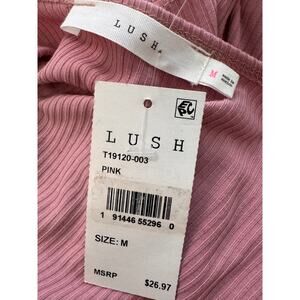 LUSH.
M
LUSH
T19120-003
PINK
1 91446 55296 0
SIZE: M
MSRP
$26.97